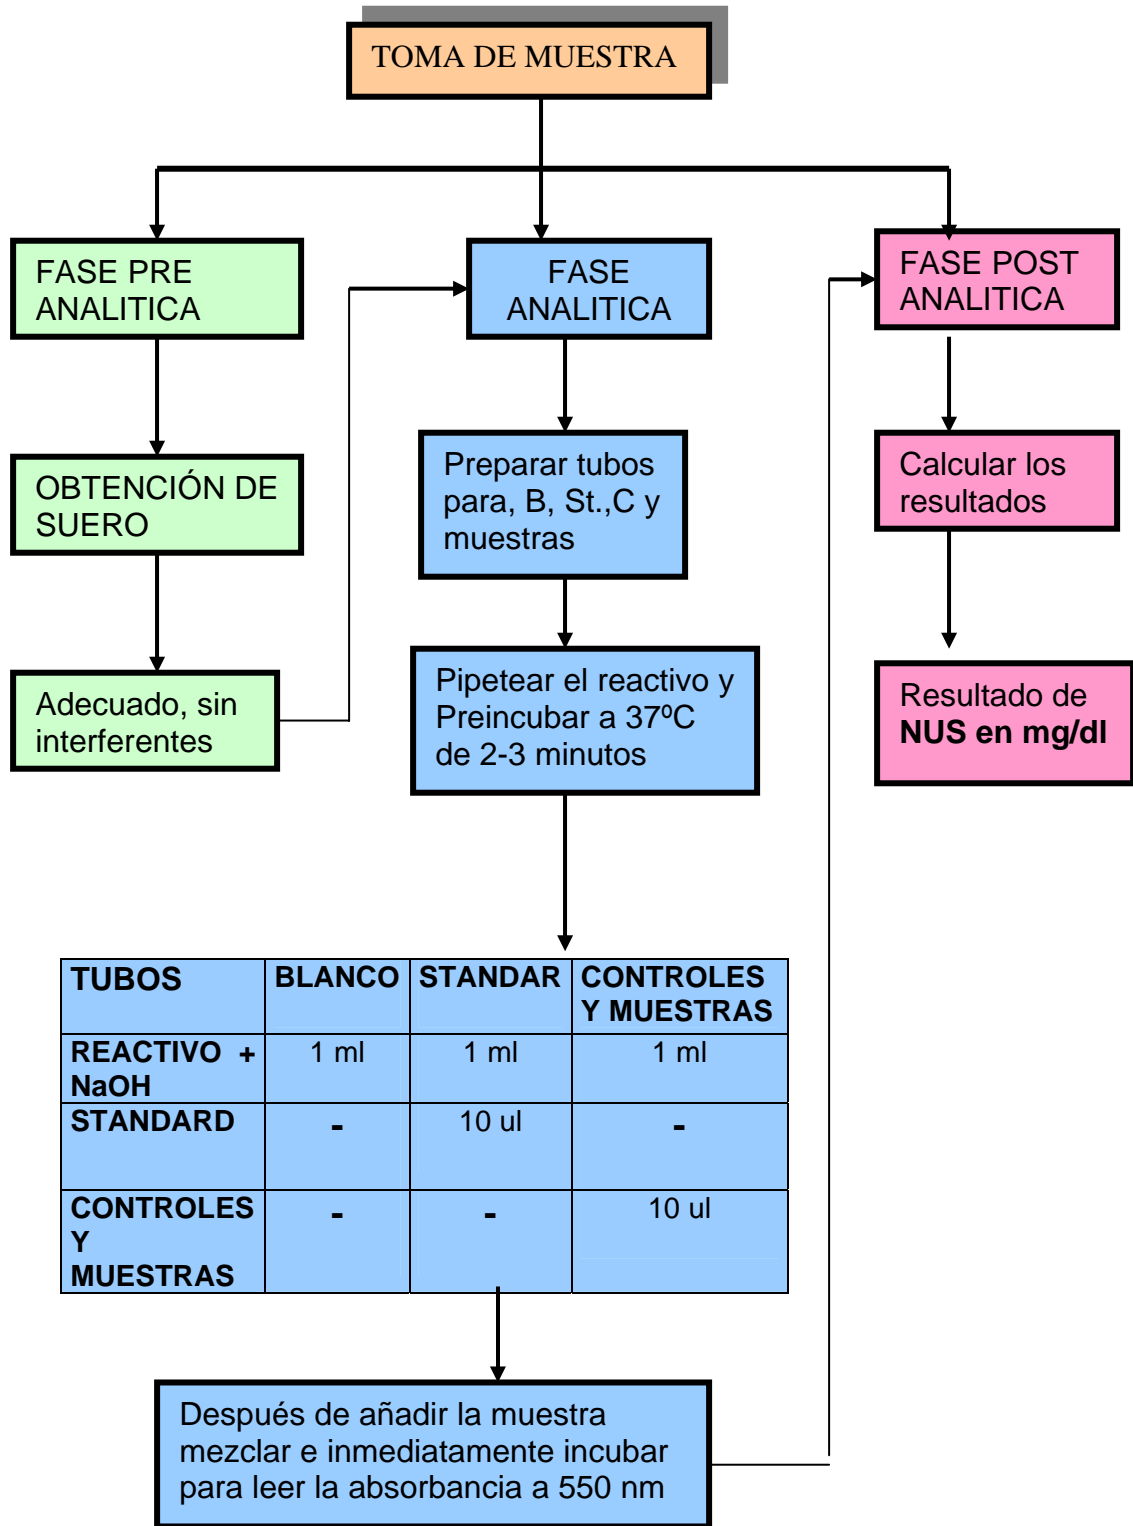 TOMA DE MUESTRA
FASE PRE
ANALITICA
OBTENCIÓN DE
SUERO
Adecuado, sin
interferentes
FASE
ANALITICA
Preparar tubos
para, B, St.,C y
muestras
Pipetear el reactivo y
Preincubar a 37ºC
de 2-3 minutos
TUBOS BLANCO STANDAR CONTROLES
Y MUESTRAS
REACTIVO + 1 ml 1 ml 1 ml
NaOH
STANDARD - 10 ul -
CONTROLES - - 10 ul
Y
MUESTRAS
Después de añadir la muestra
mezclar e inmediatamente incubar
para leer la absorbancia a 550 nm
FASE POST
ANALITICA
Calcular los
resultados
Resultado de
NUS en mg/dl